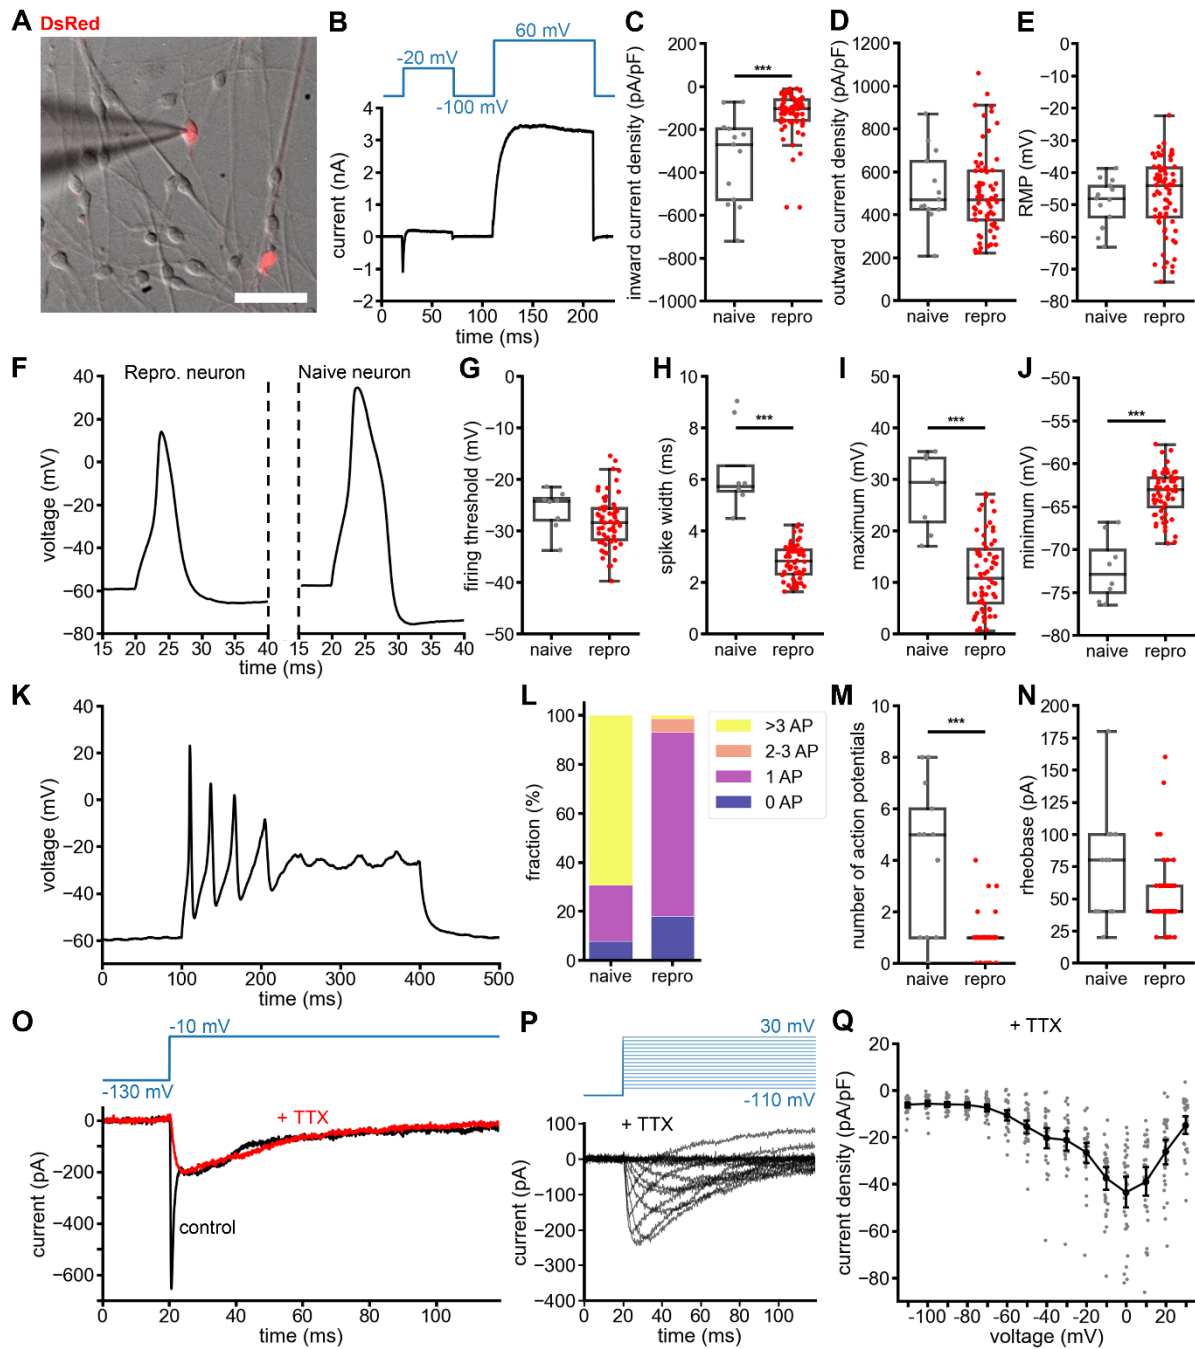 A DsRed
B
-20 mV
60 mV
-100 mV
current (nA)
4
3
2
1
0
−1
−2
0 50 100 150 200
time (ms)
C
inward current density (pA/pF)
200
0
−200
−400
−600
−800
−1000
***
naive repro
D
outward current density (pA/pF)
1200
1000
800
600
400
200
0
naive repro
E
RMP (mV)
0
−10
−20
−30
−40
−50
−60
−70
−80
naive repro
F
Repro. neuron
Naive neuron
voltage (mV)
40
20
0
−20
−40
−60
−80
15 20 25 30 35 40
15 20 25 30 35 40
time (ms)
time (ms)
G
firing threshold (mV)
0
−10
−20
−30
−40
−50
naive repro
H
spike width (ms)
10
8
6
4
2
0
***
naive repro
I
maximum (mV)
50
40
30
20
10
0
***
naive repro
J
minimum (mV)
−50
−55
−60
−65
−70
−75
−80
***
naive repro
K
voltage (mV)
40
20
0
−20
−40
−60
0 100 200 300 400 500
time (ms)
L
fraction (%)
100
80
60
40
20
0
naive repro
>3 AP
2-3 AP
1 AP
0 AP
M
number of action potentials
10
8
6
4
2
0
***
naive repro
N
rheobase (pA)
200
175
150
125
100
75
50
25
0
naive repro
O
-10 mV
-130 mV
current (pA)
0
−200
−400
−600
+ TTX
control
0 20 40 60 80 100
time (ms)
P
30 mV
-110 mV
+ TTX
current (pA)
100
0
−100
−200
−300
−400
0 20 40 60 80 100
time (ms)
Q
+ TTX
current density (pA/pF)
20
0
−20
−40
−60
−80
-100 -80 -60 -40 -20 0 20
voltage (mV)